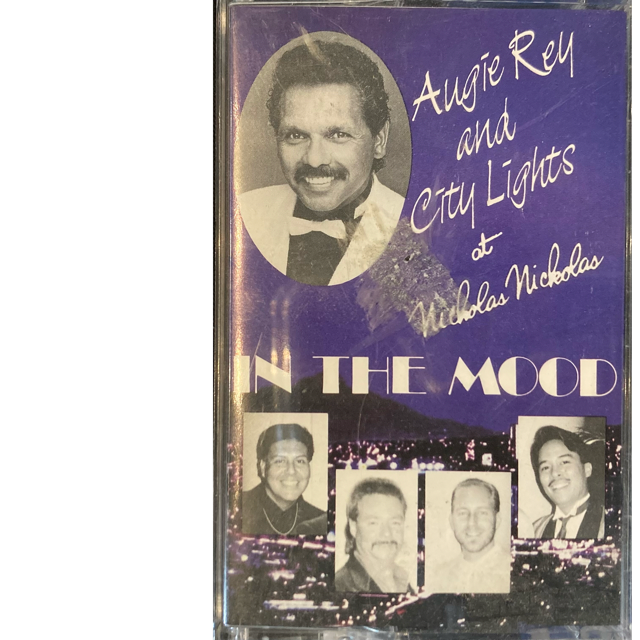 Augie Rey
and
City Lights
at
Nicholas Nickolas
IN THE MOOD